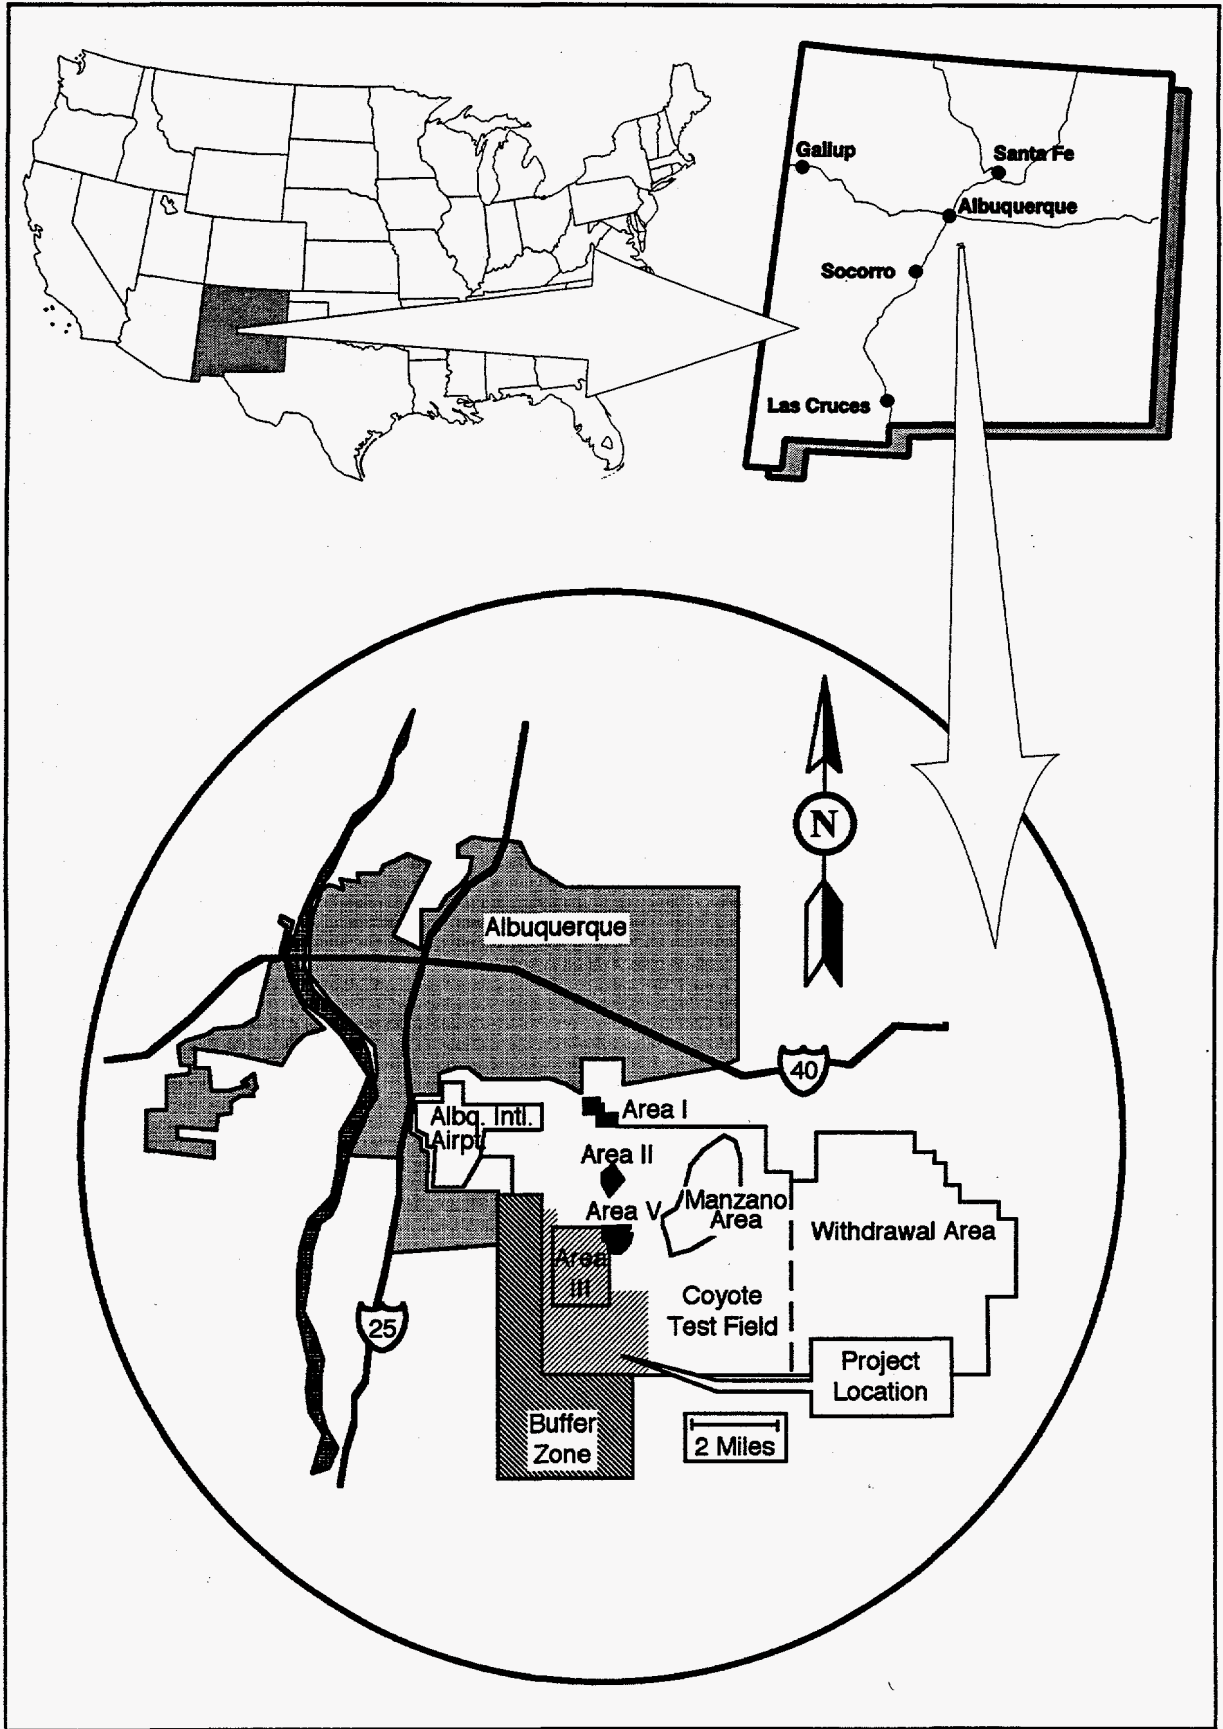 Gallup
Santa Fe
Albuquerque
Socorro
Las Cruces
N
Albuquerque
40
Albq. Intl.
Airpt.
Area I
Area II
Area V
Manzano
Area
Withdrawal Area
Area
III
Coyote
Test Field
25
Project
Location
Buffer
Zone
2 Miles